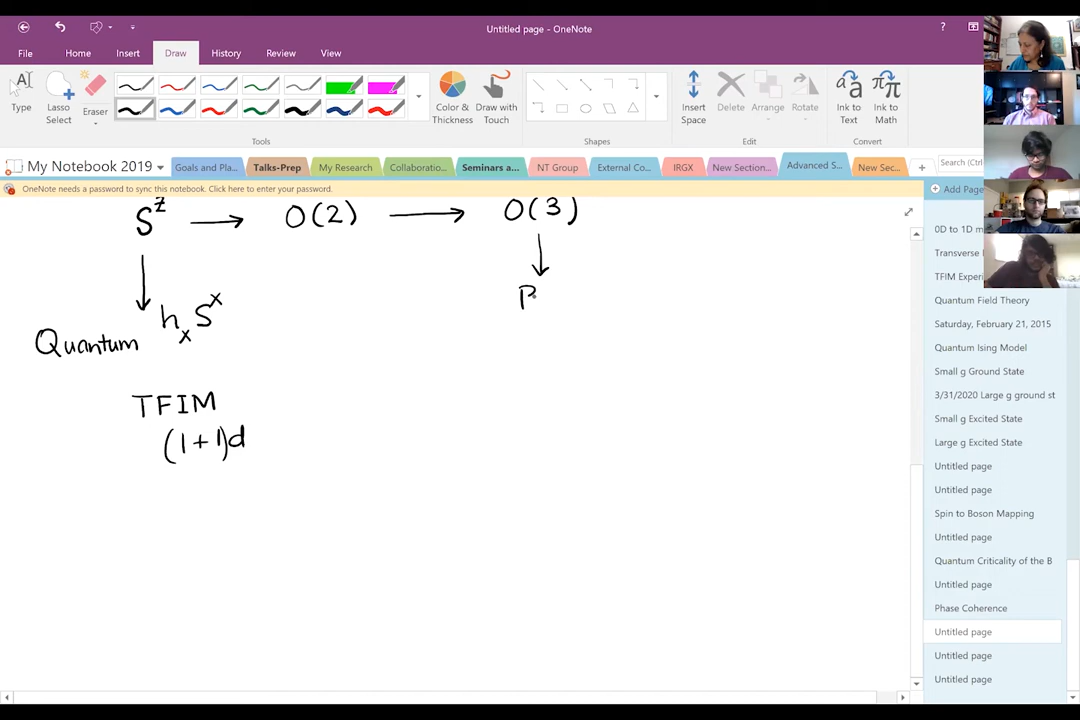 Untitled page - OneNote
?
File Home Insert Draw History Review View
Type
Lasso Select
Eraser
Color & Thickness
Draw with Touch
Insert Space
Delete
Arrange
Rotate
Ink to Text
Ink to Math
Tools
Shapes
Edit
Convert
My Notebook 2019
Goals and Pla...
Talks-Prep
My Research
Collaboratio...
Seminars a...
NT Group
External Co...
IRGX
New Section...
Advanced S...
New Sec...
Search (Ctrl
OneNote needs a password to sync this notebook. Click here to enter your password.
Add Page
S^z → O(2) → O(3)
h_x S^x
Quantum
TFIM
(1+1)d
0D to 1D m
Transverse
TFIM Experi
Quantum Field Theory
Saturday, February 21, 2015
Quantum Ising Model
Small g Ground State
3/31/2020 Large g ground st
Small g Excited State
Large g Excited State
Untitled page
Untitled page
Spin to Boson Mapping
Untitled page
Quantum Criticality of the B
Untitled page
Phase Coherence
Untitled page
Untitled page
Untitled page